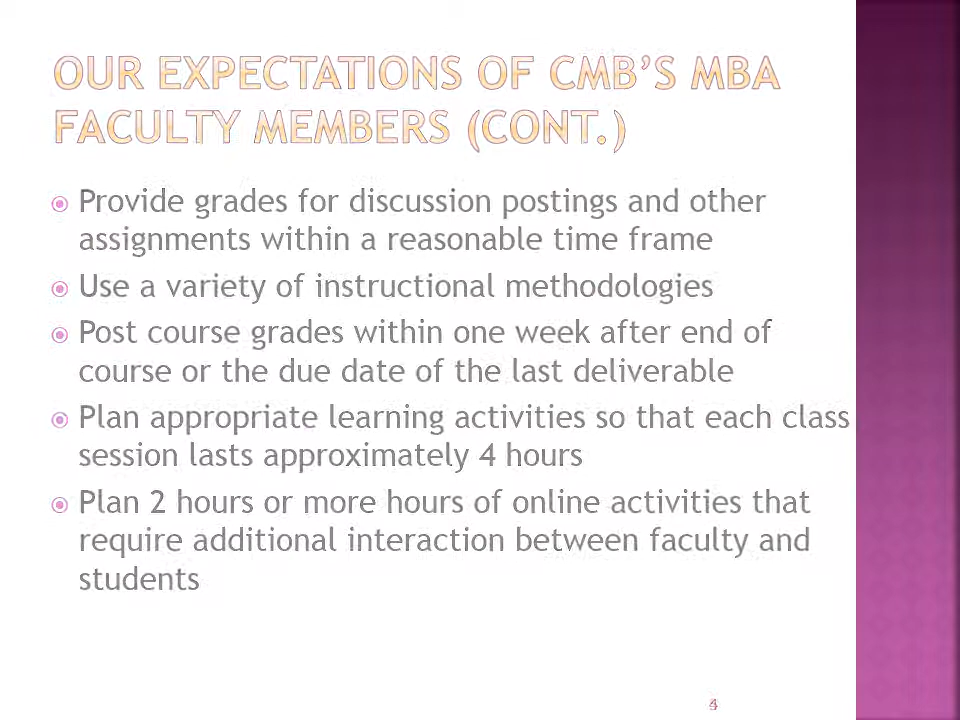 OUR EXPECTATIONS OF CMB'S MBA
FACULTY MEMBERS (CONT.)
Provide grades for discussion postings and other
assignments within a reasonable time frame
Use a variety of instructional methodologies
Post course grades within one week after end of
course or the due date of the last deliverable
Plan appropriate learning activities so that each class
session lasts approximately 4 hours
Plan 2 hours or more hours of online activities that
require additional interaction between faculty and
students
4